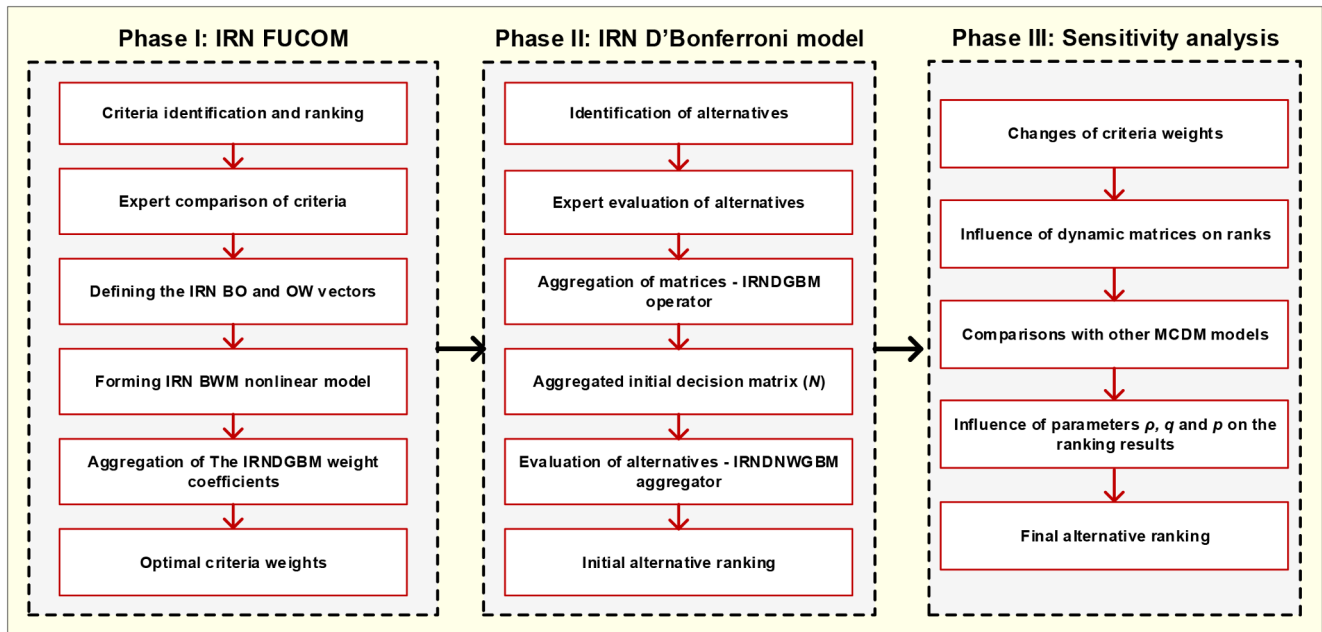 Phase I: IRN FUCOM
Criteria identification and ranking
Expert comparison of criteria
Defining the IRN BO and OW vectors
Forming IRN BWM nonlinear model
Aggregation of The IRNDGBM weight
coefficients
Optimal criteria weights
Phase II: IRN D’Bonferroni model
Identification of alternatives
Expert evaluation of alternatives
Aggregation of matrices - IRNDGBM
operator
Aggregated initial decision matrix (N)
Evaluation of alternatives - IRNDNWGBM
aggregator
Initial alternative ranking
Phase III: Sensitivity analysis
Changes of criteria weights
Influence of dynamic matrices on ranks
Comparisons with other MCDM models
Influence of parameters ρ, q and p on the
ranking results
Final alternative ranking